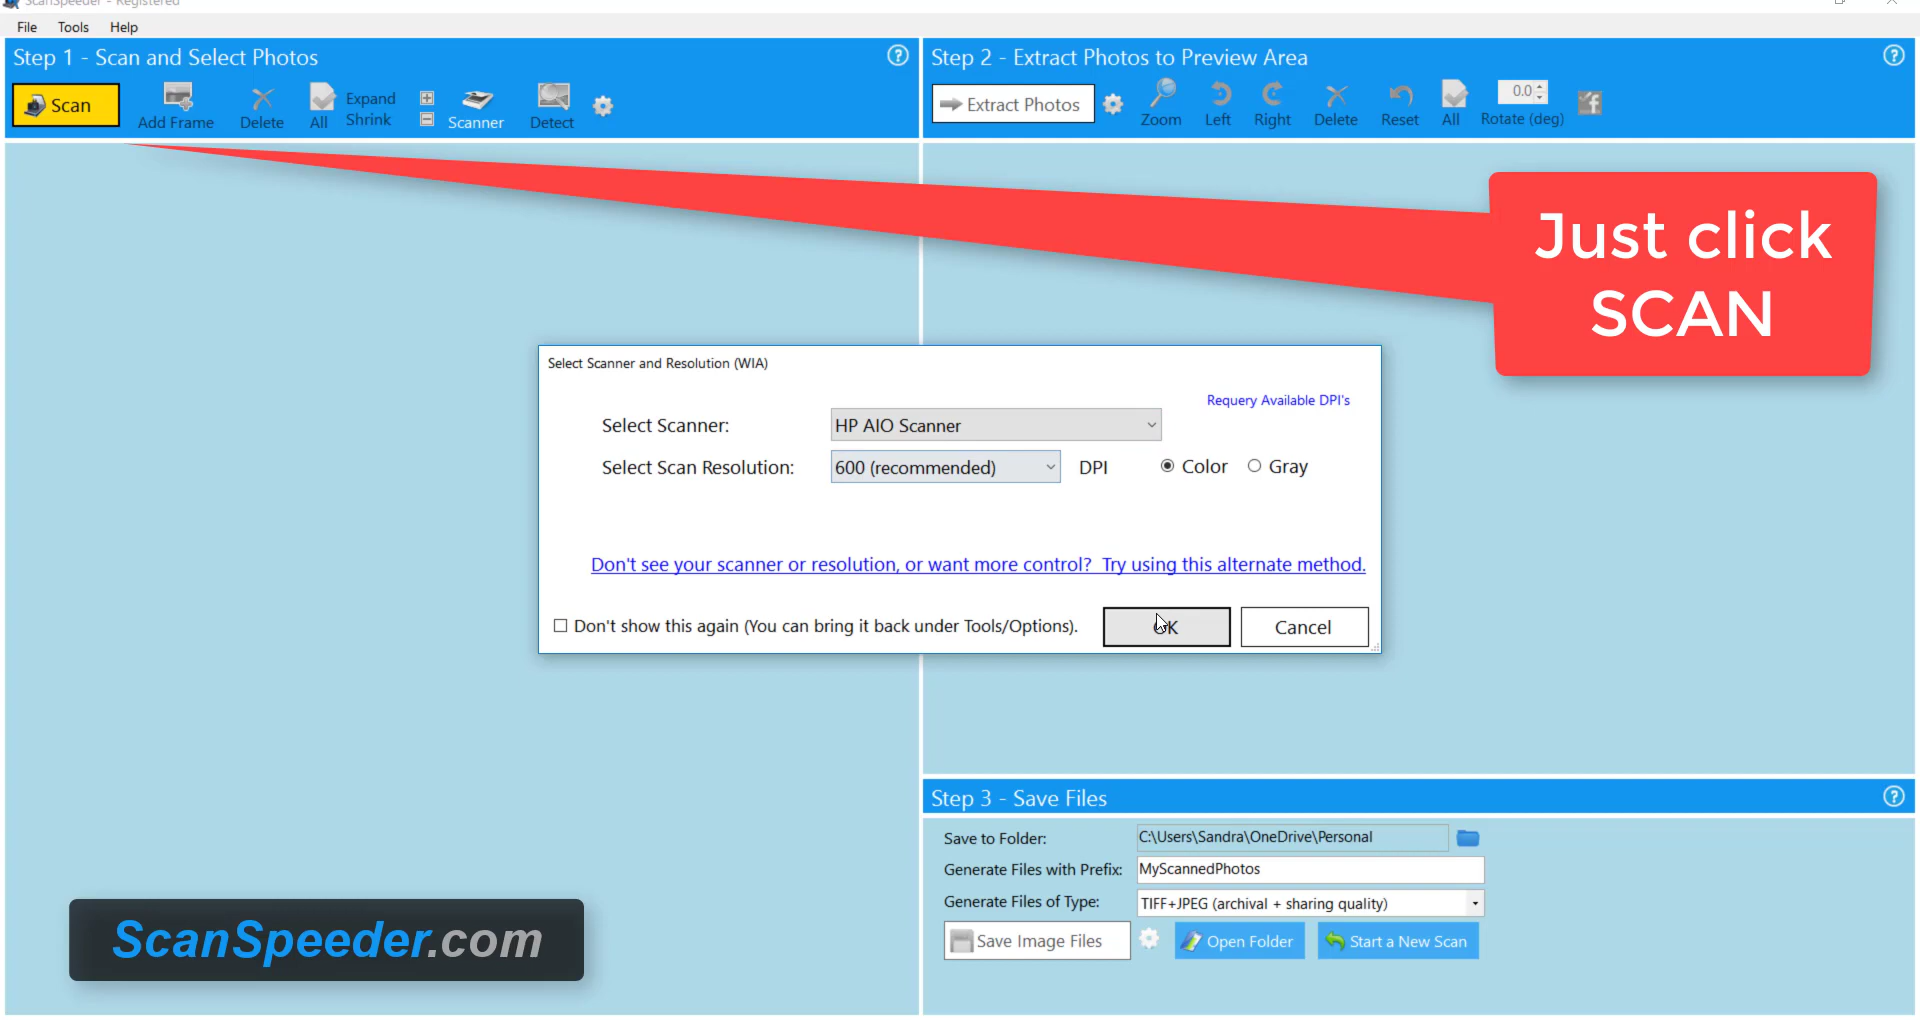 ScanSpeeder - Registered
File Tools Help
Step 1 - Scan and Select Photos
Scan
Add Frame
Delete
All
Expand
Shrink
Scanner
Detect
Step 2 - Extract Photos to Preview Area
Extract Photos
Zoom
Left
Right
Delete
Reset
All
0.0
Rotate (deg)
Just click
SCAN
Select Scanner and Resolution (WIA)
Requery Available DPI's
Select Scanner: HP AIO Scanner
Select Scan Resolution: 600 (recommended) DPI Color Gray
Don't see your scanner or resolution, or want more control? Try using this alternate method.
Don't show this again (You can bring it back under Tools/Options).
OK
Cancel
Step 3 - Save Files
Save to Folder: C:\Users\Sandra\OneDrive\Personal
Generate Files with Prefix: MyScannedPhotos
Generate Files of Type: TIFF+JPEG (archival + sharing quality)
Save Image Files
Open Folder
Start a New Scan
ScanSpeeder.com